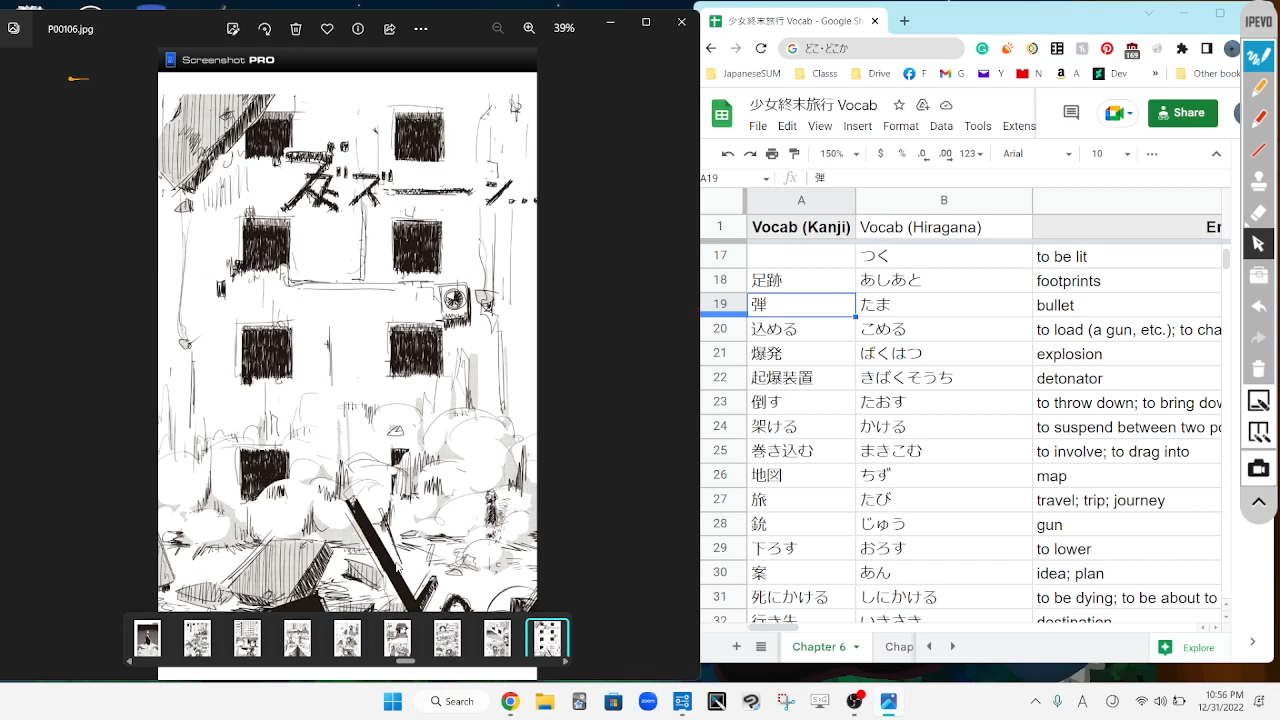 P00106.jpg
39%
Screenshot PRO
ズズーン...
少女終末旅行 Vocab - Google Sh
どこ・どこか
169
JapaneseSUM
Class
Drive
F
G
Y
N
A
Dev
»
Other book
少女終末旅行 Vocab
Share
File Edit View Insert Format Data Tools Extens
150% $ % .0 .00 123 Arial 10
A19 fx 弾
A B
1 Vocab (Kanji) Vocab (Hiragana) Er
17 つく to be lit
18 足跡 あしあと footprints
19 弾 たま bullet
20 込める こめる to load (a gun, etc.); to cha
21 爆発 ばくはつ explosion
22 起爆装置 きばくそうち detonator
23 倒す たおす to throw down; to bring dov
24 架ける かける to suspend between two po
25 巻き込む まきこむ to involve; to drag into
26 地図 ちず map
27 旅 たび travel; trip; journey
28 銃 じゅう gun
29 下ろす おろす to lower
30 案 あん idea; plan
31 死にかける しにかける to be dying; to be about to
32 行き先 いきさき destination
Chapter 6 Chap
Explore
IPEVO
Search
zoom
A
10:56 PM
12/31/2022